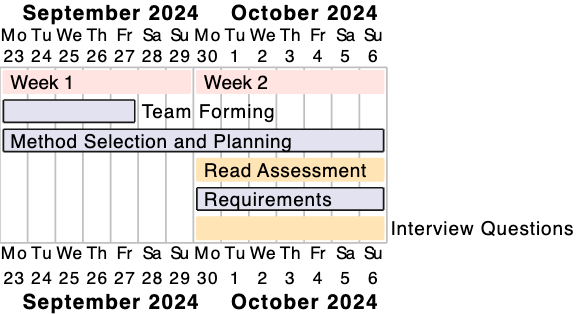 September 2024 October 2024
Mo Tu We Th Fr Sa Su Mo Tu We Th Fr Sa Su
23 24 25 26 27 28 29 30 1 2 3 4 5 6
Week 1 Week 2
Team Forming
Method Selection and Planning
Read Assessment
Requirements
Interview Questions
Mo Tu We Th Fr Sa Su Mo Tu We Th Fr Sa Su
23 24 25 26 27 28 29 30 1 2 3 4 5 6
September 2024 October 2024